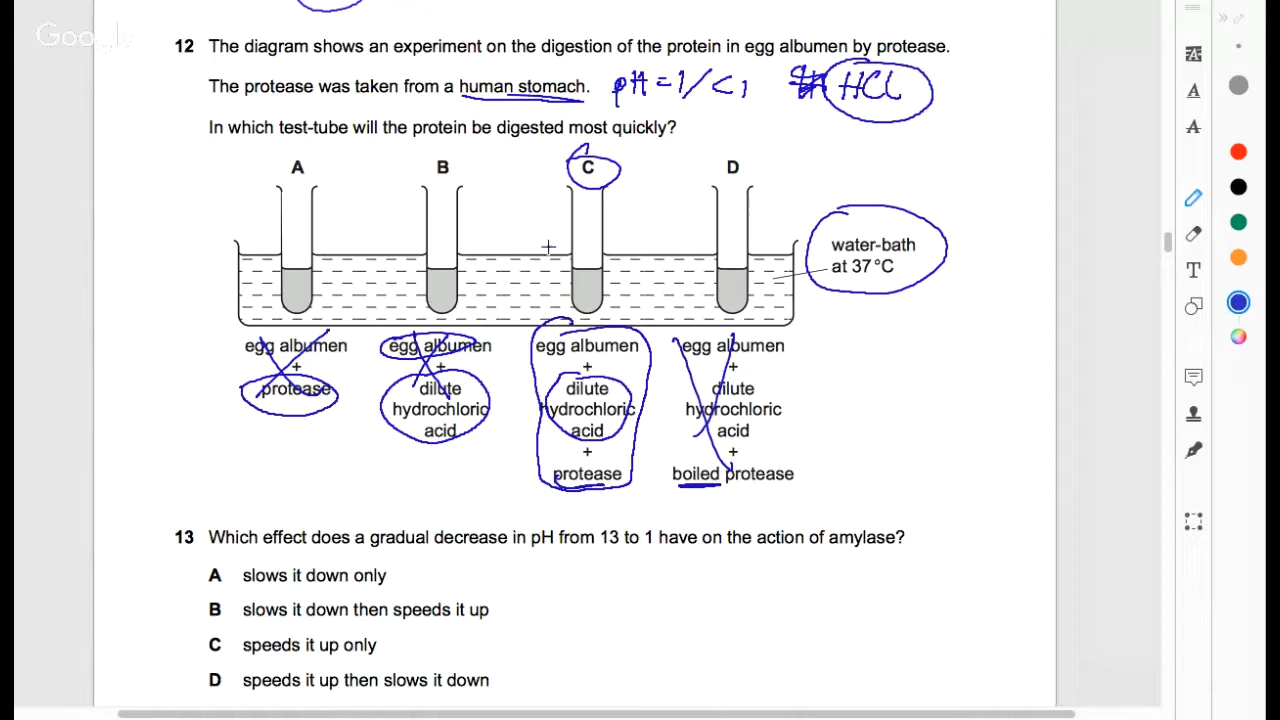 Google
12 The diagram shows an experiment on the digestion of the protein in egg albumen by protease.
The protease was taken from a human stomach. pH = 1/<1 HCl
In which test-tube will the protein be digested most quickly?
A B C D
water-bath
at 37 °C
egg albumen
+
protease
egg albumen
+
dilute
hydrochloric
acid
egg albumen
+
dilute
hydrochloric
acid
+
protease
egg albumen
+
dilute
hydrochloric
acid
+
boiled protease
13 Which effect does a gradual decrease in pH from 13 to 1 have on the action of amylase?
A slows it down only
B slows it down then speeds it up
C speeds it up only
D speeds it up then slows it down